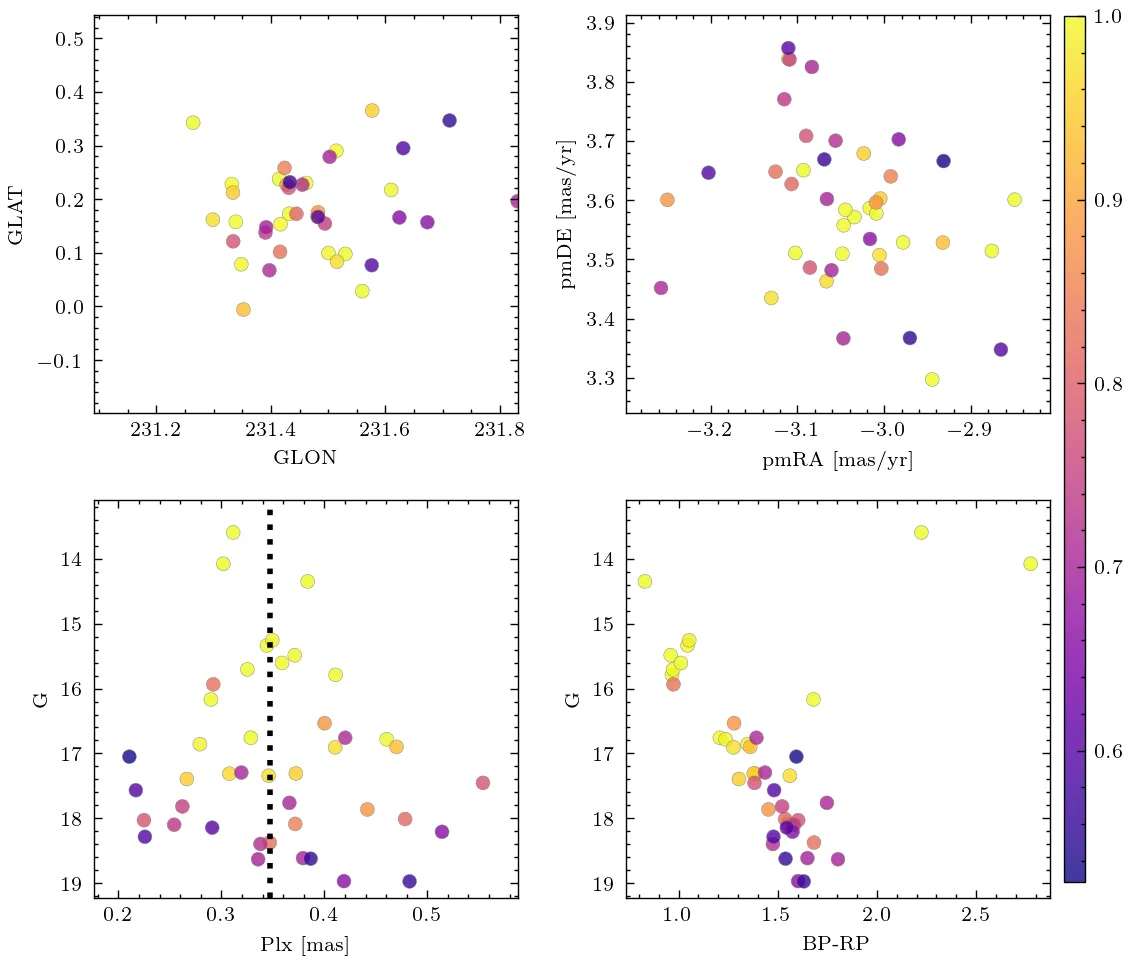 0.5
0.4
0.3
0.2
0.1
0.0
−0.1
GLAT
231.2 231.4 231.6 231.8
GLON
3.9
3.8
3.7
3.6
3.5
3.4
3.3
pmDE [mas/yr]
−3.2 −3.1 −3.0 −2.9
pmRA [mas/yr]
1.0
0.9
0.8
0.7
0.6
14
15
16
17
18
19
G
0.2 0.3 0.4 0.5
Plx [mas]
14
15
16
17
18
19
G
1.0 1.5 2.0 2.5
BP-RP